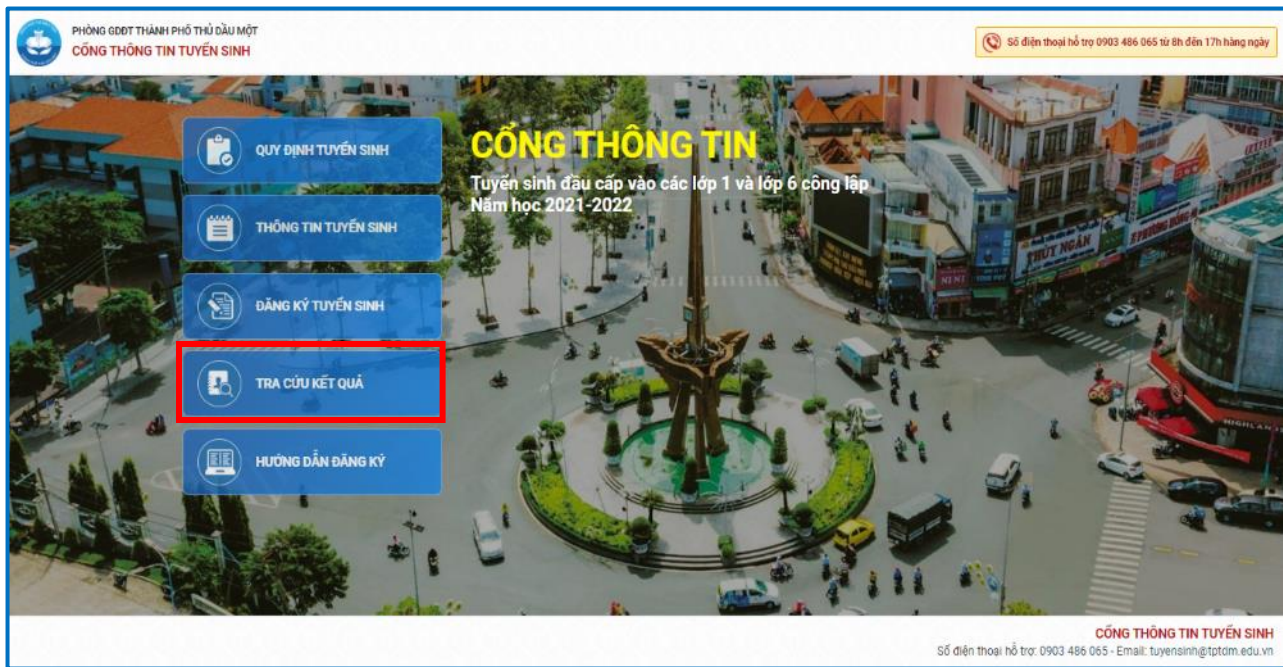 PHÒNG GDĐT THÀNH PHỐ THỦ DẦU MỘT
CỔNG THÔNG TIN TUYỂN SINH
Số điện thoại hỗ trợ 0903 486 065 từ 8h đến 17h hàng ngày
QUY ĐỊNH TUYỂN SINH
THÔNG TIN TUYỂN SINH
ĐĂNG KÝ TUYỂN SINH
TRA CỨU KẾT QUẢ
HƯỚNG DẪN ĐĂNG KÝ
CỔNG THÔNG TIN
Tuyển sinh đầu cấp vào các lớp 1 và lớp 6 công lập
Năm học 2021-2022
THUY NGÂN
NINI
CỔNG THÔNG TIN TUYỂN SINH
Số điện thoại hỗ trợ: 0903 486 065 - Email: tuyensinh@tptdm.edu.vn